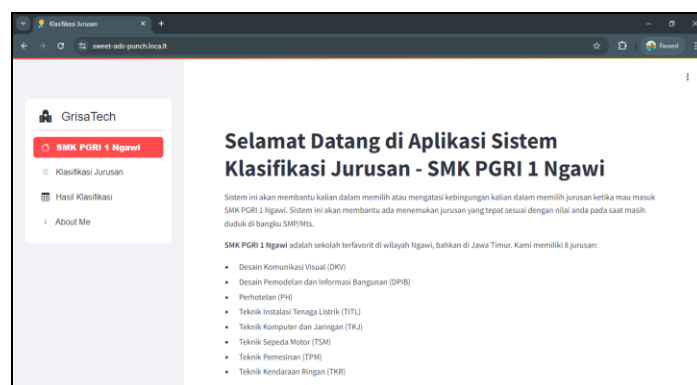 Klasifikasi Jurusan
sweet-ads-punch.loca.lt
Paused
GrisaTech
SMK PGRI 1 Ngawi
Klasifikasi Jurusan
Hasil Klasifikasi
About Me
Selamat Datang di Aplikasi Sistem
Klasifikasi Jurusan - SMK PGRI 1 Ngawi
Sistem ini akan membantu kalian dalam memilih atau mengatasi kebingungan kalian dalam memilih jurusan ketika mau masuk
SMK PGRI 1 Ngawi. Sistem ini akan membantu ada menemukan jurusan yang tepat sesuai dengan nilai anda pada saat masih
duduk di bangku SMP/Mts.
SMK PGRI 1 Ngawi adalah sekolah terfavorit di wilayah Ngawi, bahkan di Jawa Timur. Kami memiliki 8 jurusan:
• Desain Komunikasi Visual (DKV)
• Desain Pemodelan dan Informasi Bangunan (DPIB)
• Perhotelan (PH)
• Teknik Instalasi Tenaga Listrik (TITL)
• Teknik Komputer dan Jaringan (TKJ)
• Teknik Sepeda Motor (TSM)
• Teknik Pemesinan (TPM)
• Teknik Kendaraan Ringan (TKR)